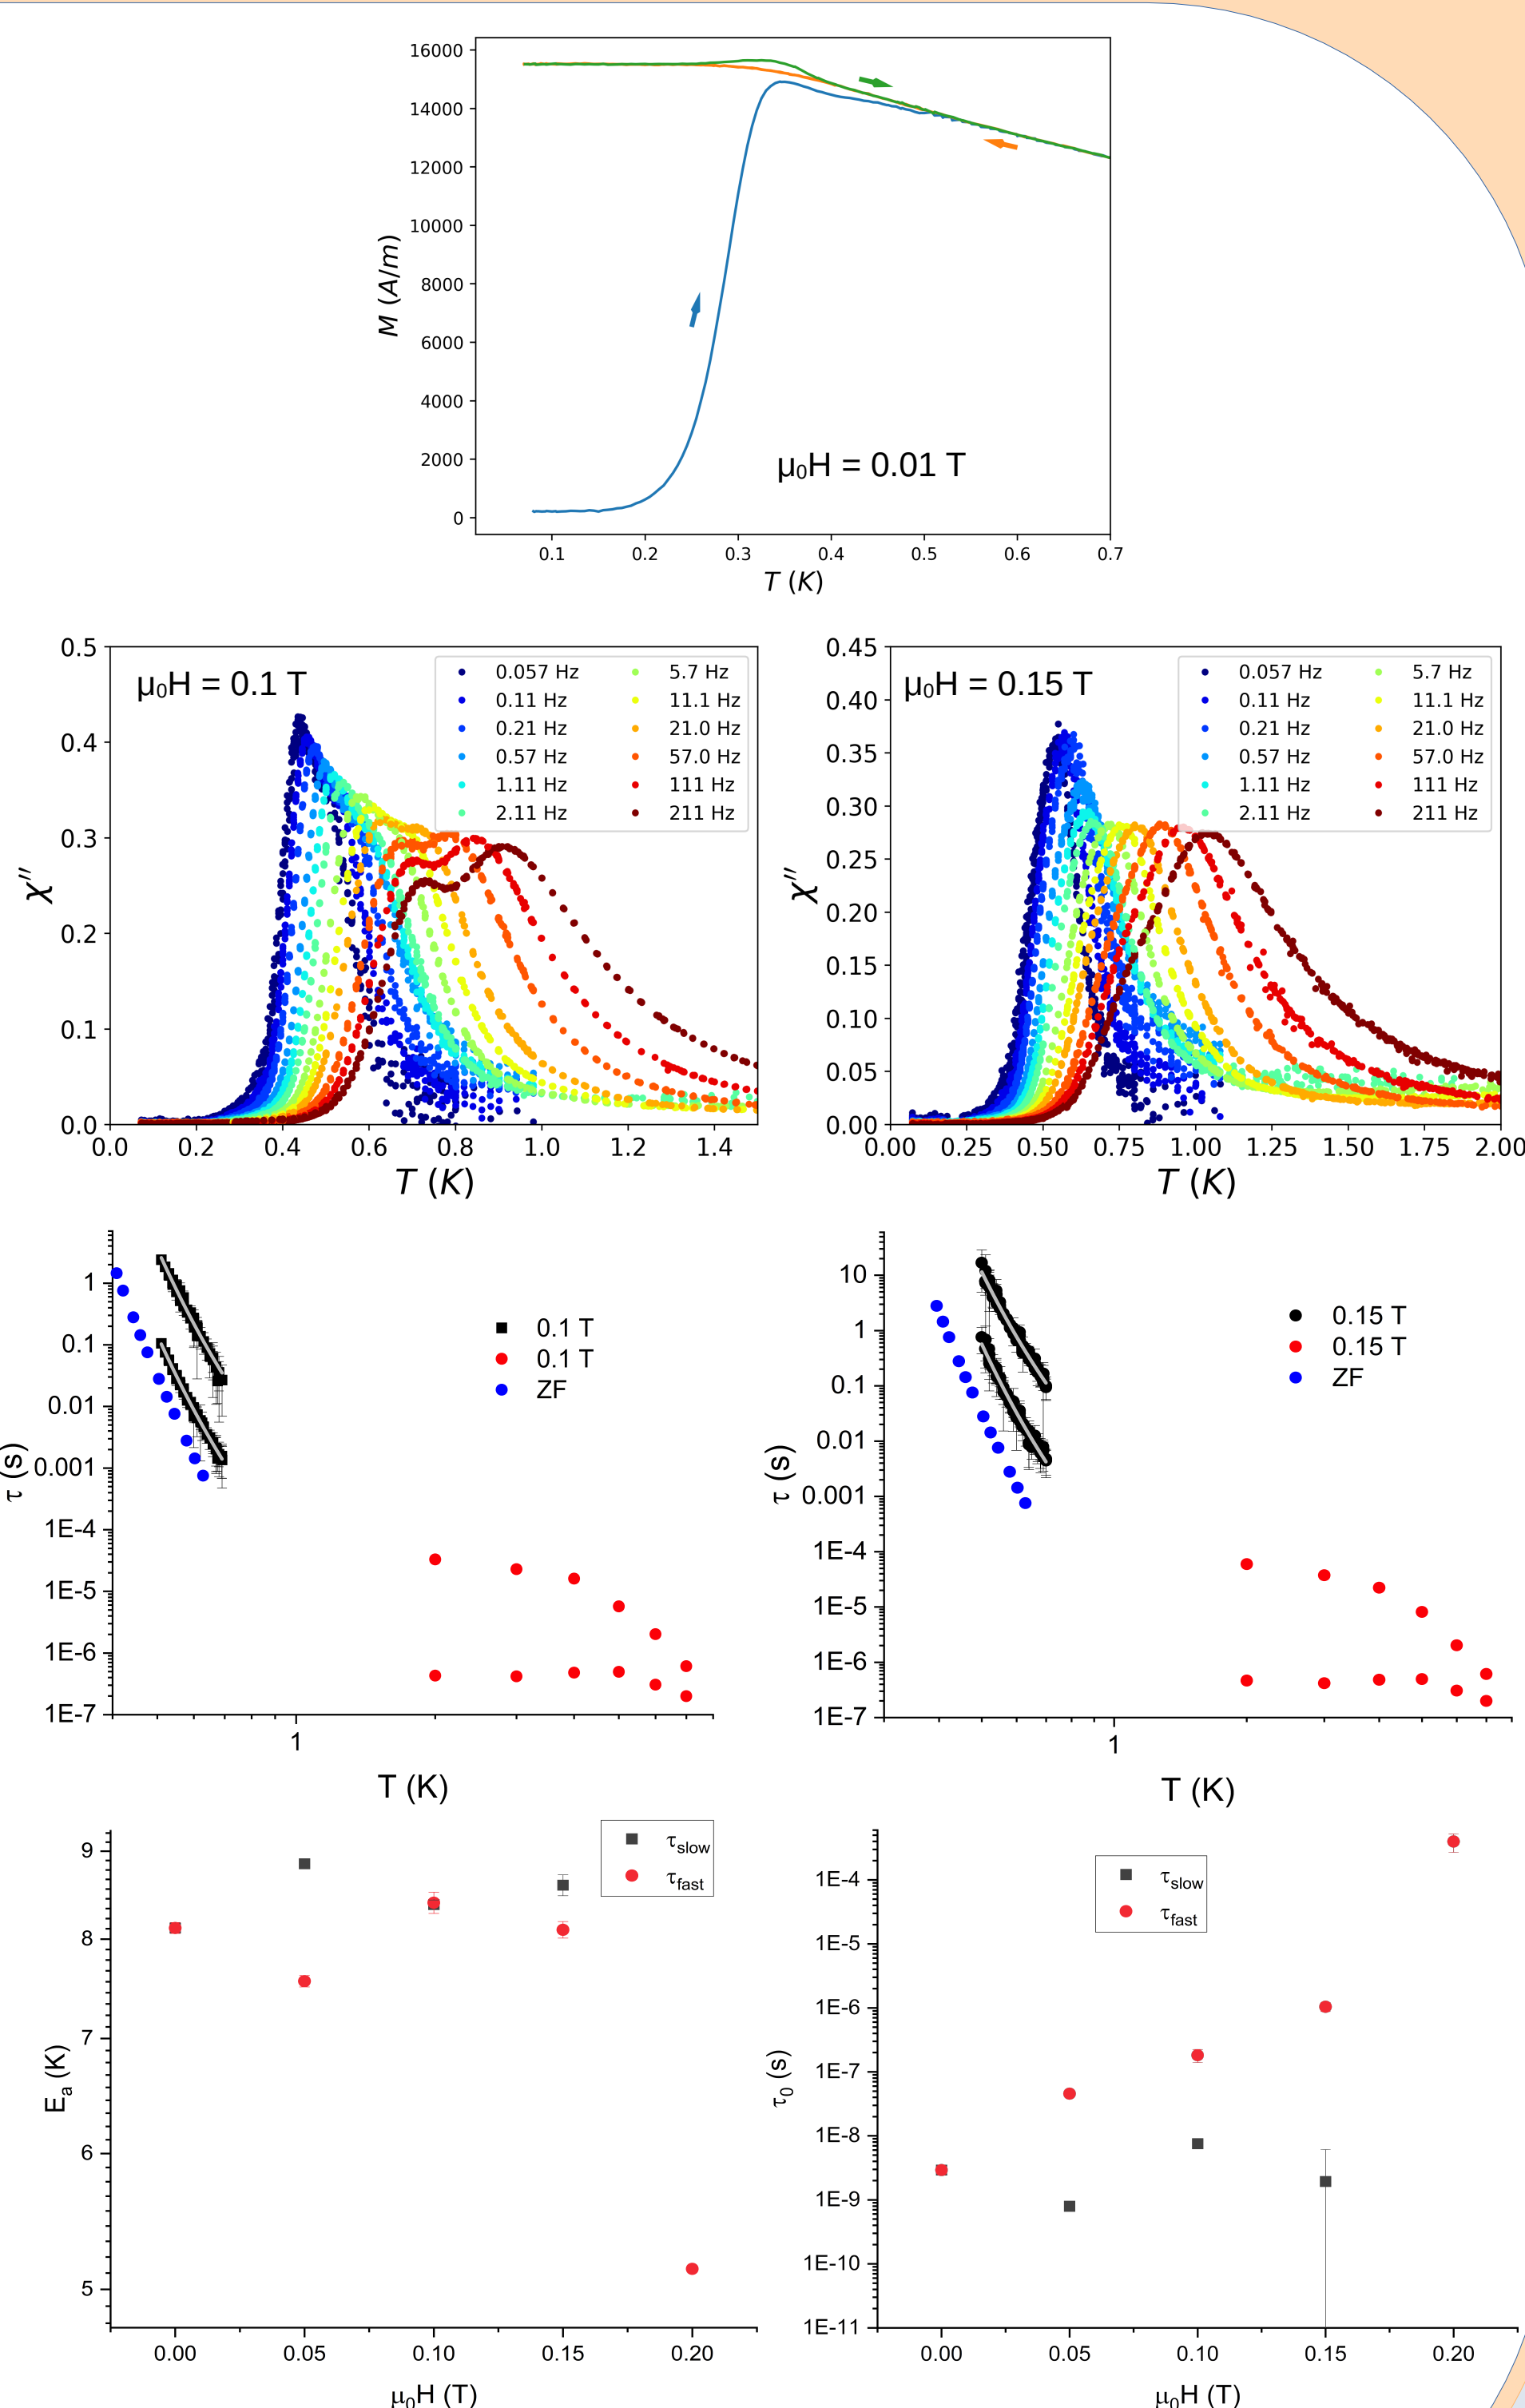 16000
14000
12000
10000
8000
6000
4000
2000
0
M (A/m)
μ₀H = 0.01 T
0.1 0.2 0.3 0.4 0.5 0.6 0.7
T (K)
0.5
0.4
0.3
0.2
0.1
0.0
χ′′
μ₀H = 0.1 T
0.057 Hz 5.7 Hz
0.11 Hz 11.1 Hz
0.21 Hz 21.0 Hz
0.57 Hz 57.0 Hz
1.11 Hz 111 Hz
2.11 Hz 211 Hz
0.0 0.2 0.4 0.6 0.8 1.0 1.2 1.4
T (K)
0.45
0.40
0.35
0.30
0.25
0.20
0.15
0.10
0.05
0.00
χ′′
μ₀H = 0.15 T
0.057 Hz 5.7 Hz
0.11 Hz 11.1 Hz
0.21 Hz 21.0 Hz
0.57 Hz 57.0 Hz
1.11 Hz 111 Hz
2.11 Hz 211 Hz
0.00 0.25 0.50 0.75 1.00 1.25 1.50 1.75 2.00
T (K)
1
0.1
0.01
0.001
1E-4
1E-5
1E-6
1E-7
τ (s)
0.1 T
0.1 T
ZF
1
T (K)
10
1
0.1
0.01
0.001
1E-4
1E-5
1E-6
1E-7
τ (s)
0.15 T
0.15 T
ZF
1
T (K)
9
8
7
6
5
Eₐ (K)
τslow
τfast
0.00 0.05 0.10 0.15 0.20
μ₀H (T)
1E-4
1E-5
1E-6
1E-7
1E-8
1E-9
1E-10
1E-11
τ₀ (s)
τslow
τfast
0.00 0.05 0.10 0.15 0.20
μ₀H (T)